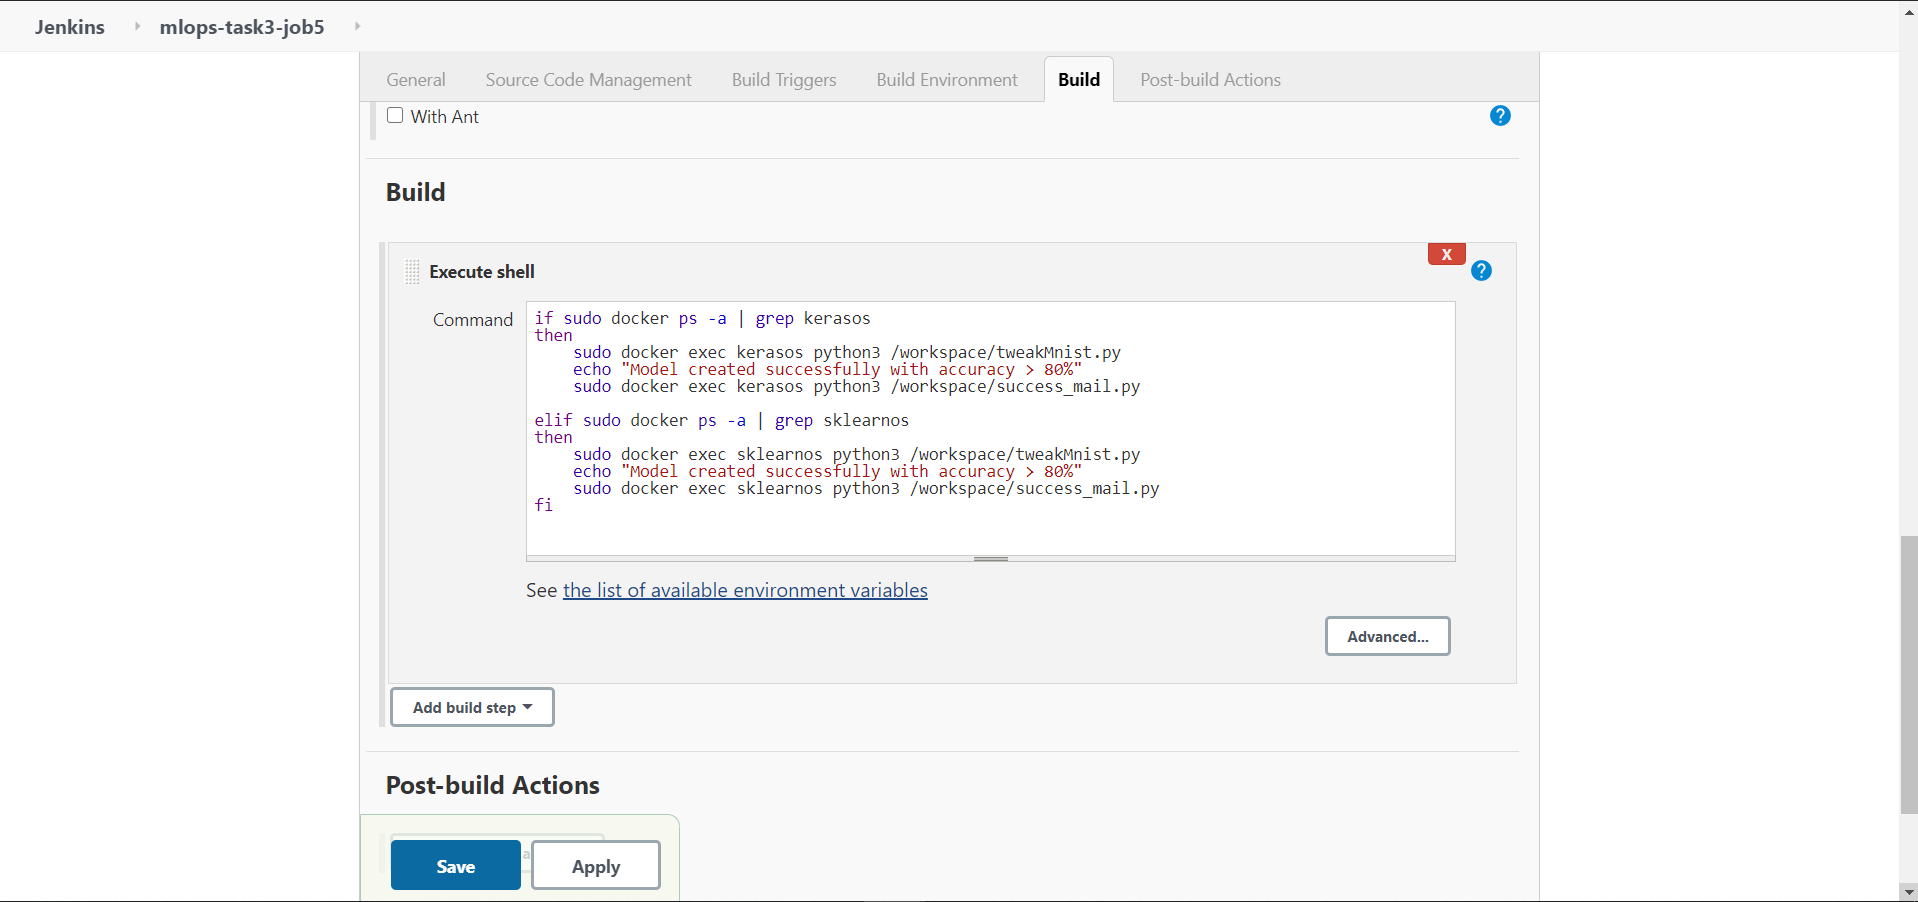 Jenkins mlops-task3-job5
General Source Code Management Build Triggers Build Environment Build Post-build Actions
With Ant ?
Build
X
Execute shell ?
Command
if sudo docker ps -a | grep kerasos
then
    sudo docker exec kerasos python3 /workspace/tweakMnist.py
    echo "Model created successfully with accuracy > 80%"
    sudo docker exec kerasos python3 /workspace/success_mail.py
elif sudo docker ps -a | grep sklearnos
then
    sudo docker exec sklearnos python3 /workspace/tweakMnist.py
    echo "Model created successfully with accuracy > 80%"
    sudo docker exec sklearnos python3 /workspace/success_mail.py
fi
See the list of available environment variables
Advanced...
Add build step
Post-build Actions
Save Apply